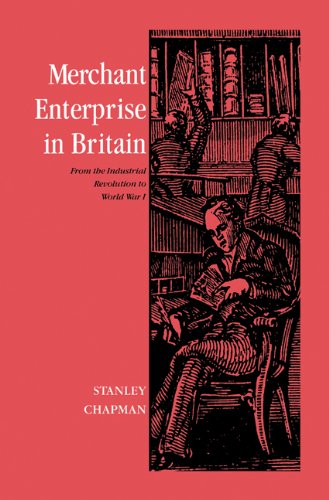 Merchant
Enterprise
in Britain
From the Industrial
Revolution to
World War I
STANLEY
CHAPMAN